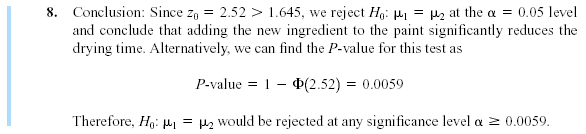 8. Conclusion: Since z₀ = 2.52 > 1.645, we reject H₀: μ₁ = μ₂ at the α = 0.05 level
and conclude that adding the new ingredient to the paint significantly reduces the
drying time. Alternatively, we can find the P-value for this test as
P-value = 1 − Φ(2.52) = 0.0059
Therefore, H₀: μ₁ = μ₂ would be rejected at any significance level α ≥ 0.0059.